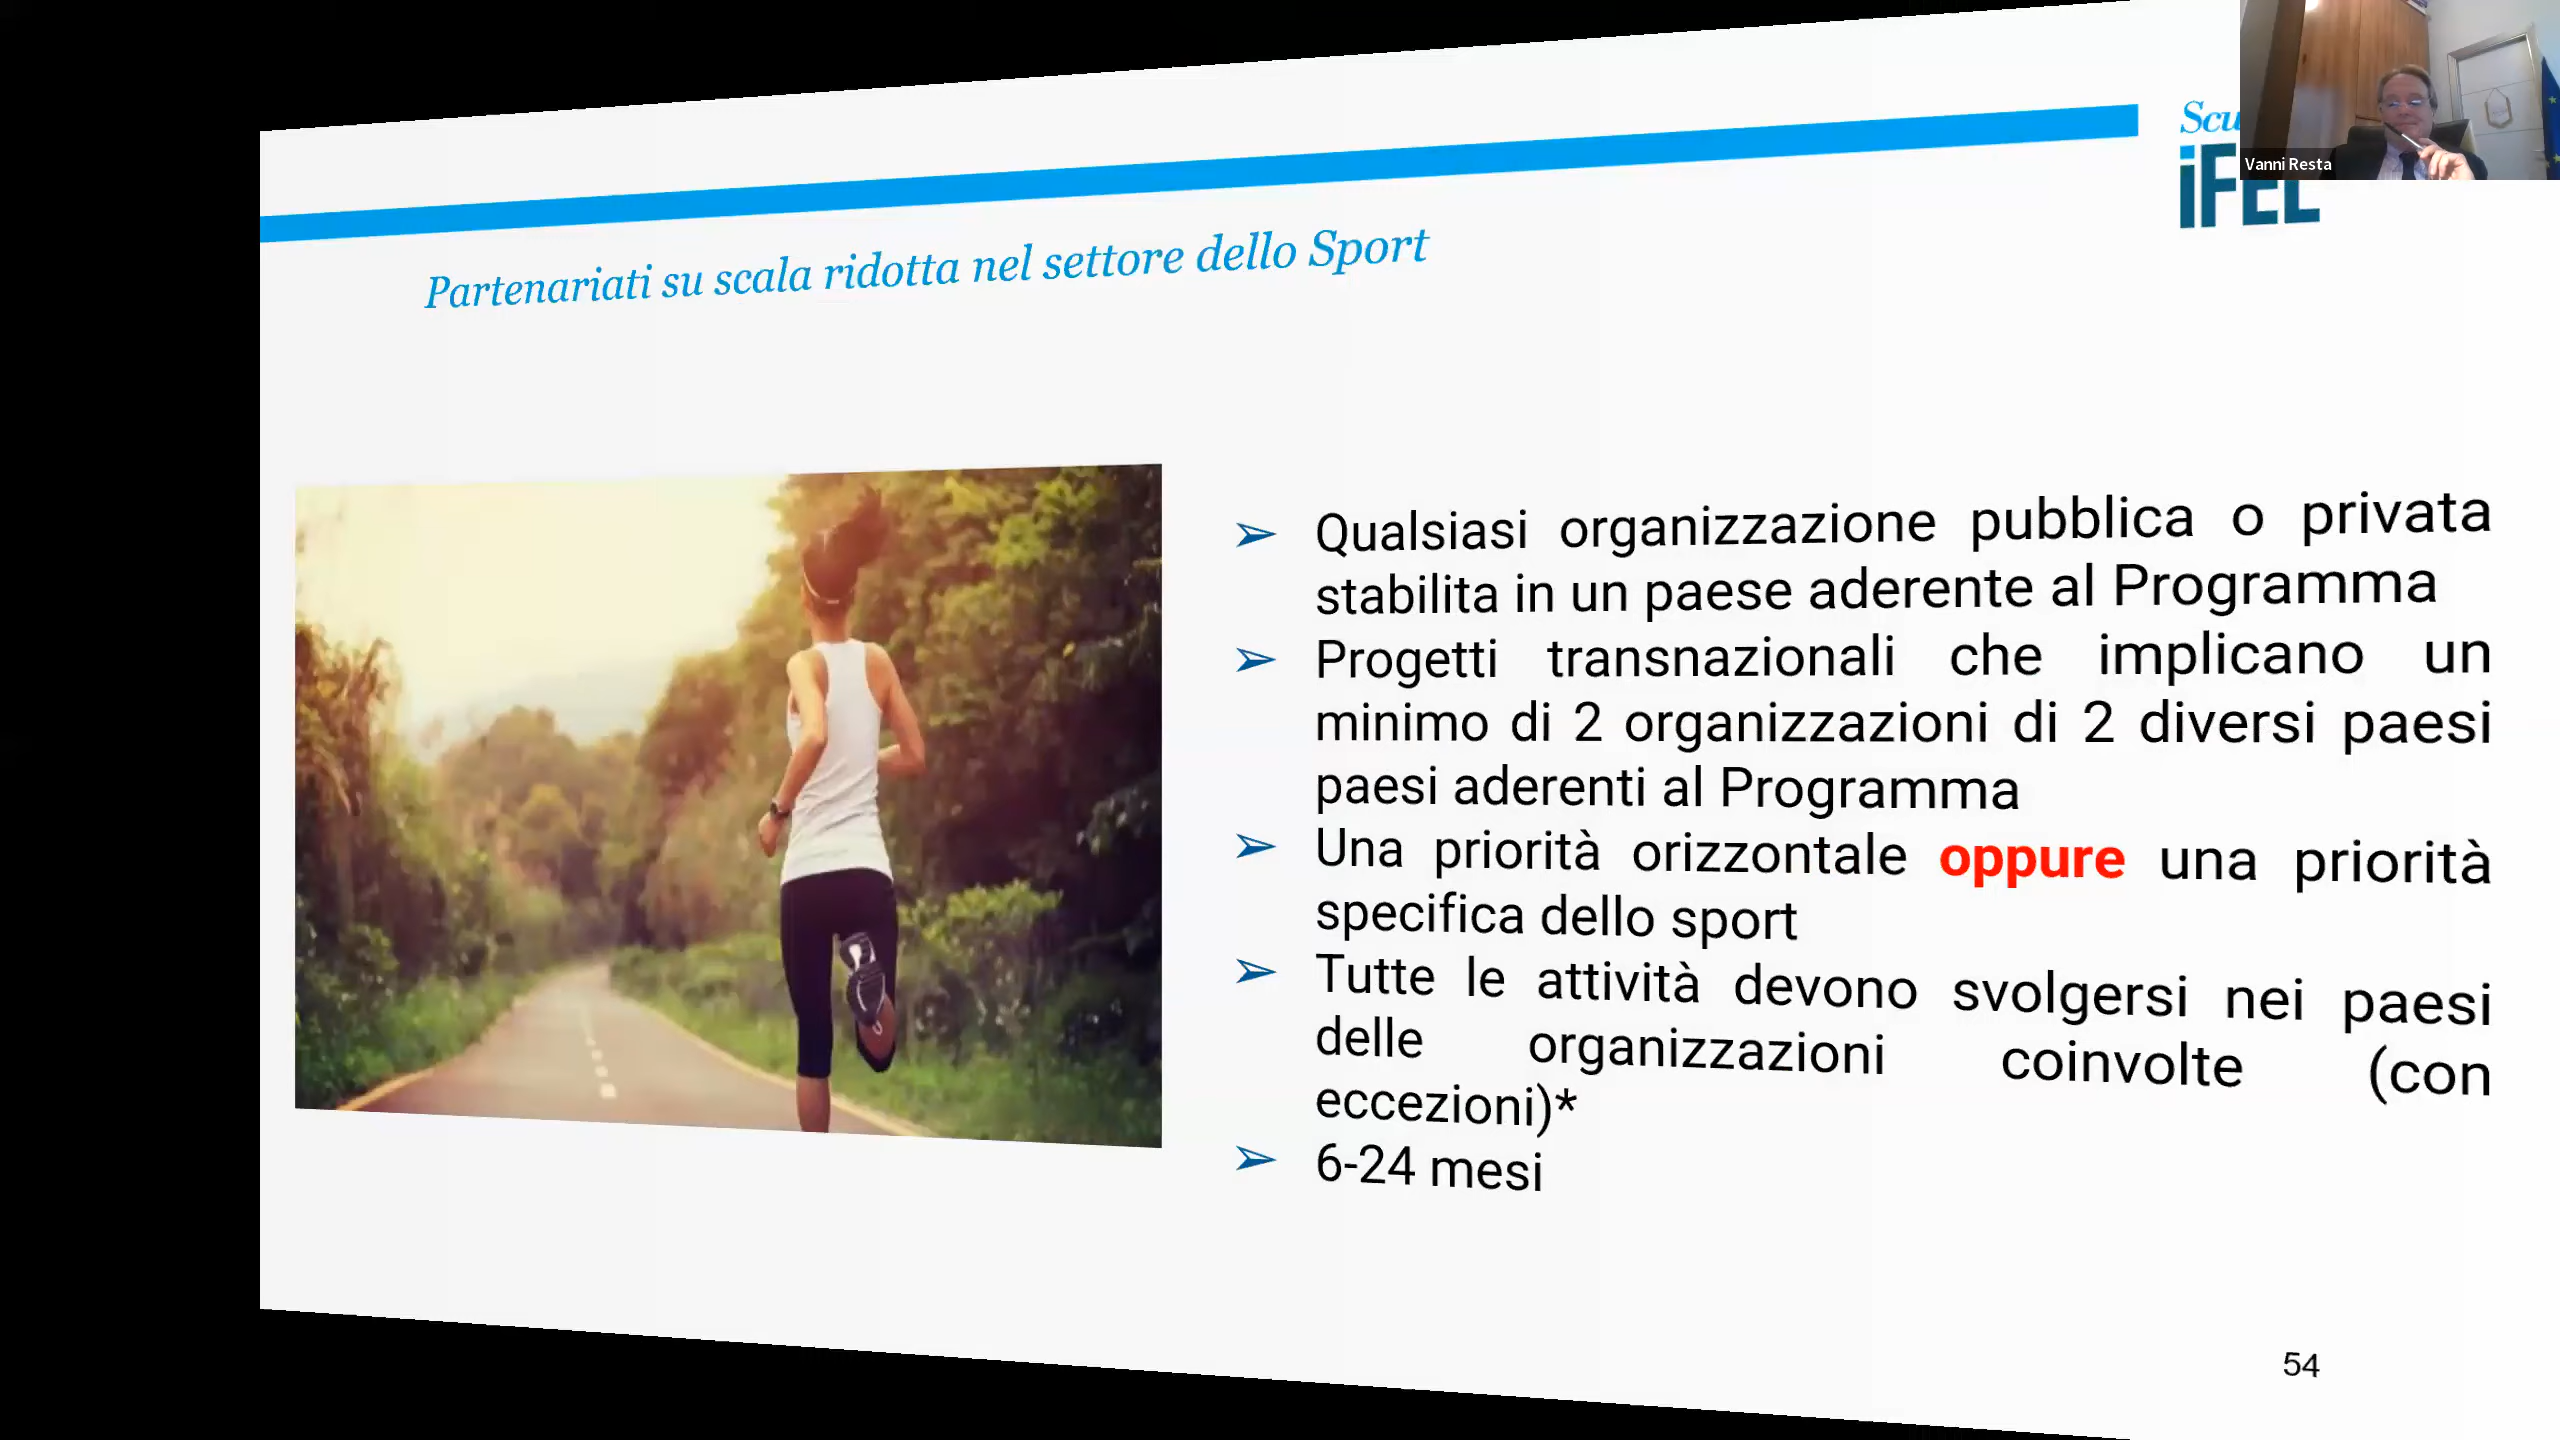 Vanni Resta
iFEL
Partenariati su scala ridotta nel settore dello Sport
➢ Qualsiasi organizzazione pubblica o privata
stabilita in un paese aderente al Programma
➢ Progetti transnazionali che implicano un
minimo di 2 organizzazioni di 2 diversi paesi
paesi aderenti al Programma
➢ Una priorità orizzontale oppure una priorità
specifica dello sport
➢ Tutte le attività devono svolgersi nei paesi
delle organizzazioni coinvolte (con
eccezioni)*
➢ 6-24 mesi
54